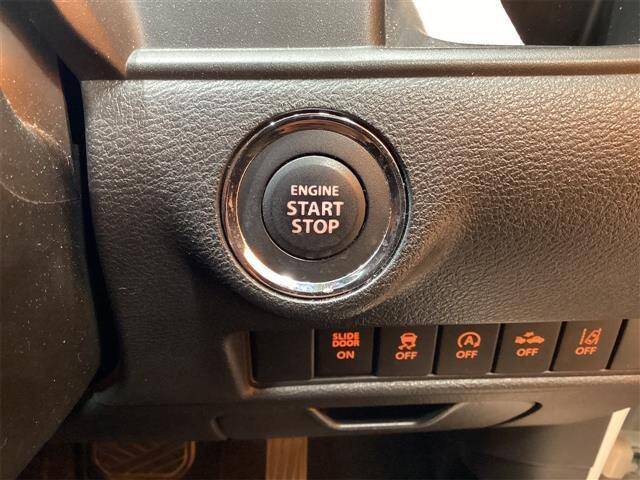 ENGINE
START
STOP
SLIDE
DOOR
ON
OFF
A
OFF
OFF
OFF